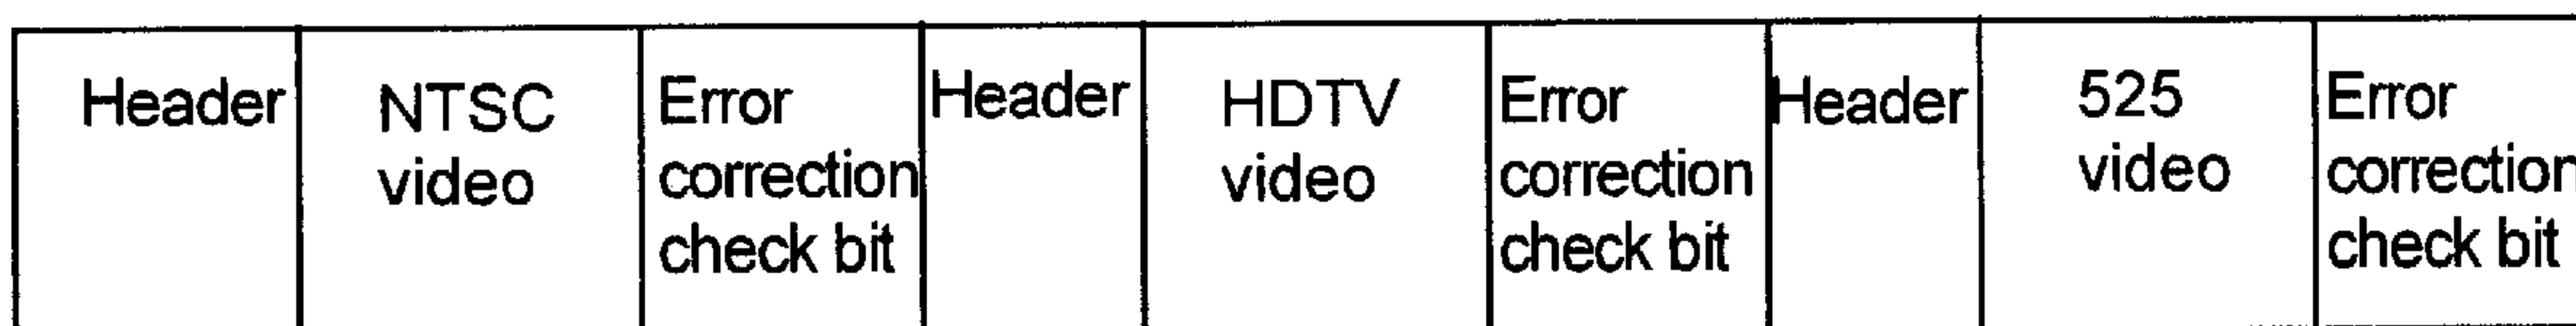 Header
NTSC
video
Error
correction
check bit
Header
HDTV
video
Error
correction
check bit
Header
525
video
Error
correction
check bit